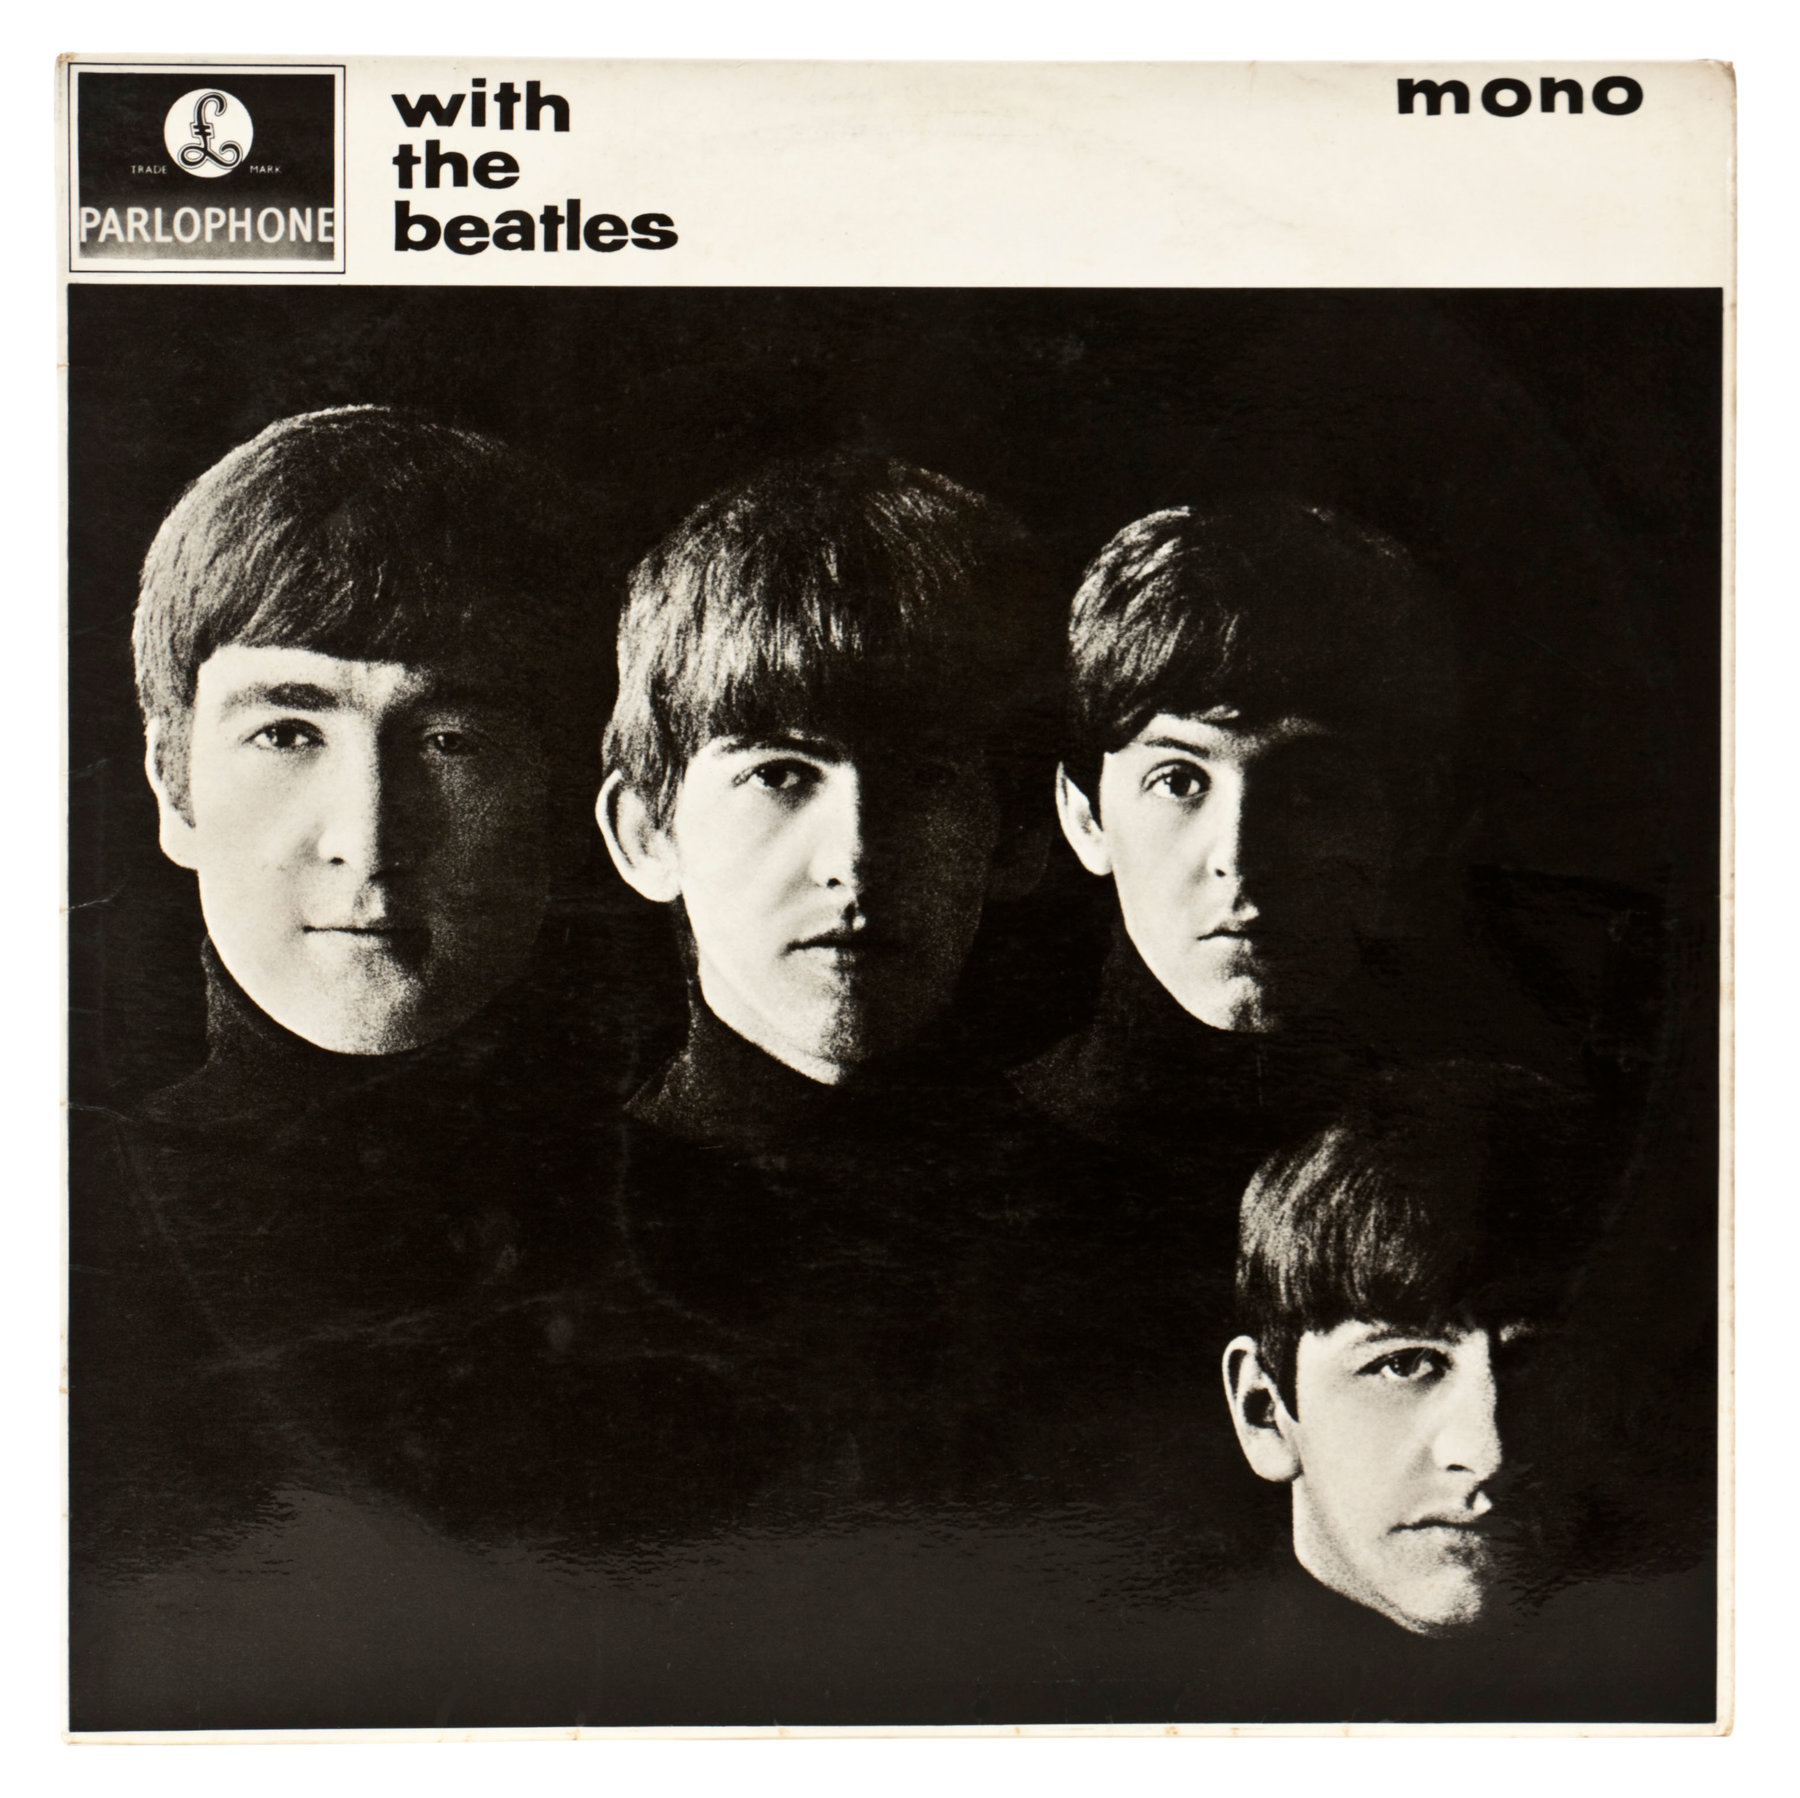 £
TRADE MARK
PARLOPHONE
with
the
beatles
mono